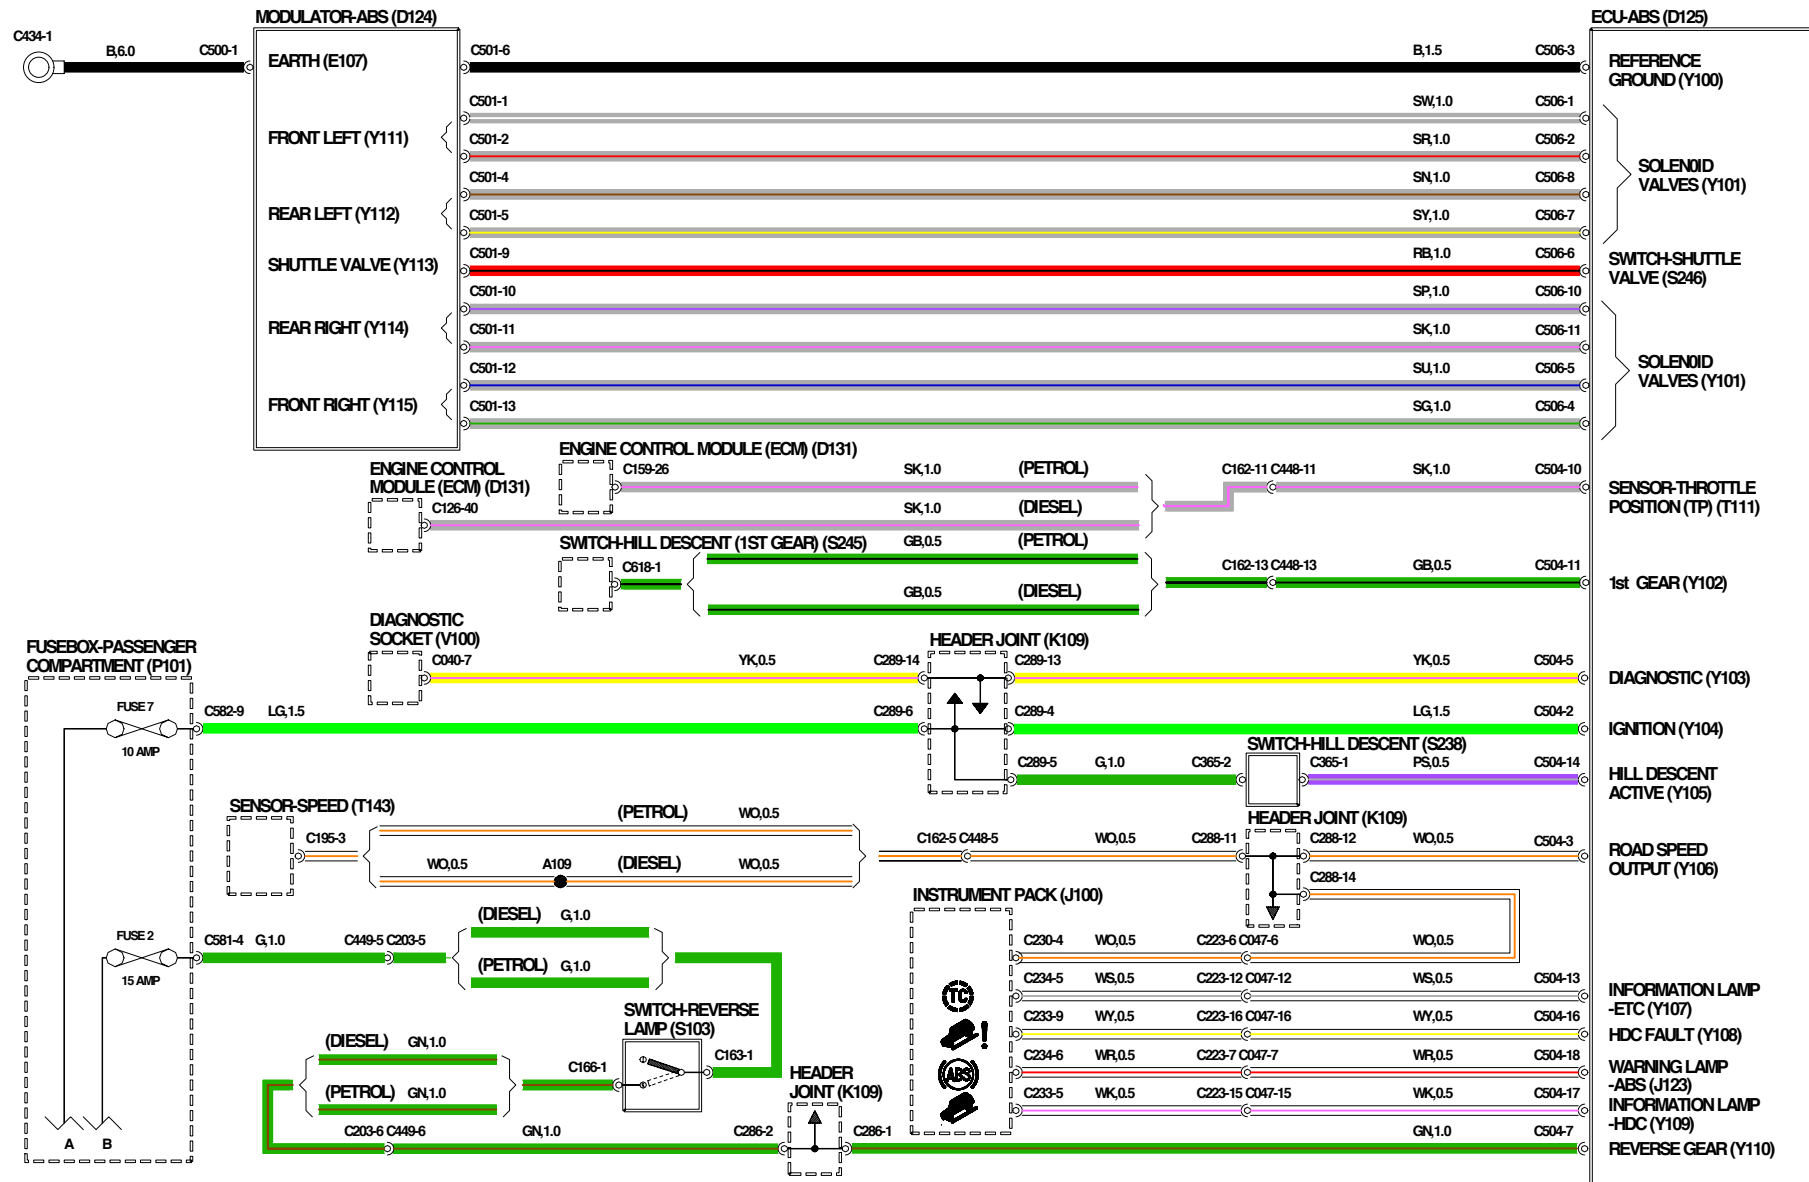 MODULATOR-ABS (D124)
ECU-ABS (D125)
C434-1
B,6.0
C500-1
EARTH (E107)
C501-6
B,1.5
C506-3
REFERENCE
GROUND (Y100)
C501-1
SW,1.0
C506-1
FRONT LEFT (Y111)
C501-2
SR,1.0
C506-2
C501-4
SN,1.0
C506-8
SOLENOID
VALVES (Y101)
REAR LEFT (Y112)
C501-5
SY,1.0
C506-7
SHUTTLE VALVE (Y113)
C501-9
RB,1.0
C506-6
SWITCH-SHUTTLE
VALVE (S246)
C501-10
SP,1.0
C506-10
REAR RIGHT (Y114)
C501-11
SK,1.0
C506-11
C501-12
SU,1.0
C506-5
SOLENOID
VALVES (Y101)
FRONT RIGHT (Y115)
C501-13
SG,1.0
C506-4
ENGINE CONTROL MODULE (ECM) (D131)
C159-26
SK,1.0
(PETROL)
C162-11 C448-11
SK,1.0
C504-10
ENGINE CONTROL
MODULE (ECM) (D131)
C126-40
SK,1.0
(DIESEL)
SENSOR-THROTTLE
POSITION (TP) (T111)
SWITCH-HILL DESCENT (1ST GEAR) (S245)
GB,0.5
(PETROL)
C618-1
C162-13 C448-13
GB,0.5
C504-11
GB,0.5
(DIESEL)
1st GEAR (Y102)
DIAGNOSTIC
SOCKET (V100)
HEADER JOINT (K109)
C040-7
YK,0.5
C289-14
C289-13
YK,0.5
C504-5
DIAGNOSTIC (Y103)
FUSEBOX-PASSENGER
COMPARTMENT (P101)
FUSE 7
10 AMP
C582-9
LG,1.5
C289-6
C289-4
LG,1.5
C504-2
IGNITION (Y104)
SWITCH-HILL DESCENT (S238)
C289-5
G,1.0
C365-2
C365-1
PS,0.5
C504-14
HILL DESCENT
ACTIVE (Y105)
SENSOR-SPEED (T143)
(PETROL)
WO,0.5
HEADER JOINT (K109)
C195-3
WO,0.5
A109
(DIESEL)
WO,0.5
C162-5 C448-5
WO,0.5
C288-11
C288-12
WO,0.5
C504-3
ROAD SPEED
OUTPUT (Y106)
C288-14
INSTRUMENT PACK (J100)
C230-4
WO,0.5
C223-6 C047-6
WO,0.5
FUSE 2
15 AMP
C581-4
G,1.0
C449-5 C203-5
(DIESEL)
G,1.0
(PETROL)
G,1.0
TC
C234-5
WS,0.5
C223-12 C047-12
WS,0.5
C504-13
INFORMATION LAMP
-ETC (Y107)
!
C233-9
WY,0.5
C223-16 C047-16
WY,0.5
C504-16
HDC FAULT (Y108)
ABS
C234-6
WR,0.5
C223-7 C047-7
WR,0.5
C504-18
WARNING LAMP
-ABS (J123)
C233-5
WK,0.5
C223-15 C047-15
WK,0.5
C504-17
INFORMATION LAMP
-HDC (Y109)
SWITCH-REVERSE
LAMP (S103)
(DIESEL)
GN,1.0
C166-1
C163-1
(PETROL)
GN,1.0
HEADER
JOINT (K109)
A
B
C203-6 C449-6
GN,1.0
C286-2
C286-1
GN,1.0
C504-7
REVERSE GEAR (Y110)